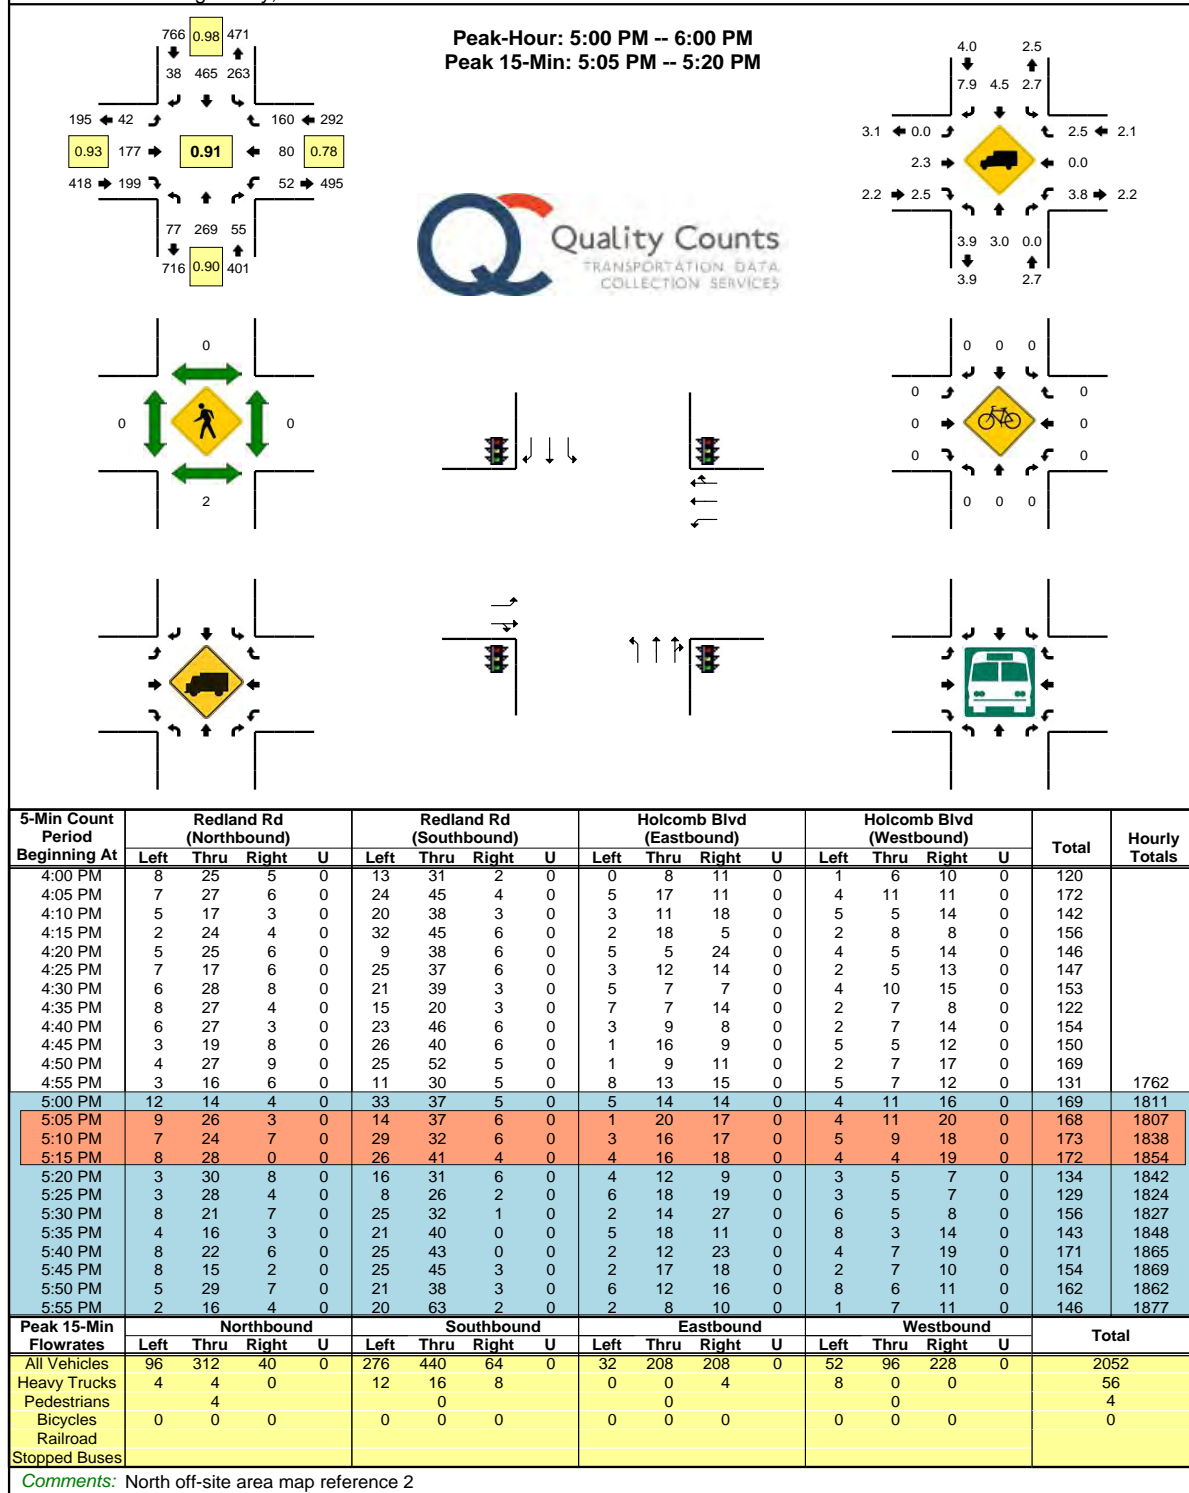 766 0.98 471
38 465 263
195 42 160 292
0.93 177 0.91 80 0.78
418 199 52 495
77 269 55
716 0.90 401
Peak-Hour: 5:00 PM -- 6:00 PM
Peak 15-Min: 5:05 PM -- 5:20 PM
Quality Counts
TRANSPORTATION DATA
COLLECTION SERVICES
4.0 2.5
7.9 4.5 2.7
3.1 0.0 2.5 2.1
2.3 0.0
2.2 2.5 3.8 2.2
3.9 3.0 0.0
3.9 2.7
0
0 0
2
0 0 0
0 0
0 0
0 0
0 0 0
5-Min Count Period Beginning At Redland Rd (Northbound) Redland Rd (Southbound) Holcomb Blvd (Eastbound) Holcomb Blvd (Westbound) Total Hourly Totals
Left Thru Right U Left Thru Right U Left Thru Right U Left Thru Right U
4:00 PM 8 25 5 0 13 31 2 0 0 8 11 0 1 6 10 0 120
4:05 PM 7 27 6 0 24 45 4 0 5 17 11 0 4 11 11 0 172
4:10 PM 5 17 3 0 20 38 3 0 3 11 18 0 5 5 14 0 142
4:15 PM 2 24 4 0 32 45 6 0 2 18 5 0 2 8 8 0 156
4:20 PM 5 25 6 0 9 38 6 0 5 5 24 0 4 5 14 0 146
4:25 PM 7 17 6 0 25 37 6 0 3 12 14 0 2 5 13 0 147
4:30 PM 6 28 8 0 21 39 3 0 5 7 7 0 4 10 15 0 153
4:35 PM 8 27 4 0 15 20 3 0 7 7 14 0 2 7 8 0 122
4:40 PM 6 27 3 0 23 46 6 0 3 9 8 0 2 7 14 0 154
4:45 PM 3 19 8 0 26 40 6 0 1 16 9 0 5 5 12 0 150
4:50 PM 4 27 9 0 25 52 5 0 1 9 11 0 2 7 17 0 169
4:55 PM 3 16 6 0 11 30 5 0 8 13 15 0 5 7 12 0 131 1762
5:00 PM 12 14 4 0 33 37 5 0 5 14 14 0 4 11 16 0 169 1811
5:05 PM 9 26 3 0 14 37 6 0 1 20 17 0 4 11 20 0 168 1807
5:10 PM 7 24 7 0 29 32 6 0 3 16 17 0 5 9 18 0 173 1838
5:15 PM 8 28 0 0 26 41 4 0 4 16 18 0 4 4 19 0 172 1854
5:20 PM 3 30 8 0 16 31 6 0 4 12 9 0 3 5 7 0 134 1842
5:25 PM 3 28 4 0 8 26 2 0 6 18 19 0 3 5 7 0 129 1824
5:30 PM 8 21 7 0 25 32 1 0 2 14 27 0 6 5 8 0 156 1827
5:35 PM 4 16 3 0 21 40 0 0 5 18 11 0 8 3 14 0 143 1848
5:40 PM 8 22 6 0 25 43 0 0 2 12 23 0 4 7 19 0 171 1865
5:45 PM 8 15 2 0 25 45 3 0 2 17 18 0 2 7 10 0 154 1869
5:50 PM 5 29 7 0 21 38 3 0 6 12 16 0 8 6 11 0 162 1862
5:55 PM 2 16 4 0 20 63 2 0 2 8 10 0 1 7 11 0 146 1877
Peak 15-Min Flowrates Northbound Southbound Eastbound Westbound Total
Left Thru Right U Left Thru Right U Left Thru Right U Left Thru Right U
All Vehicles 96 312 40 0 276 440 64 0 32 208 208 0 52 96 228 0 2052
Heavy Trucks 4 4 0 12 16 8 0 0 4 8 0 0 56
Pedestrians 4 0 0 0 4
Bicycles 0 0 0 0 0 0 0 0 0 0 0 0 0
Railroad
Stopped Buses
Comments: North off-site area map reference 2